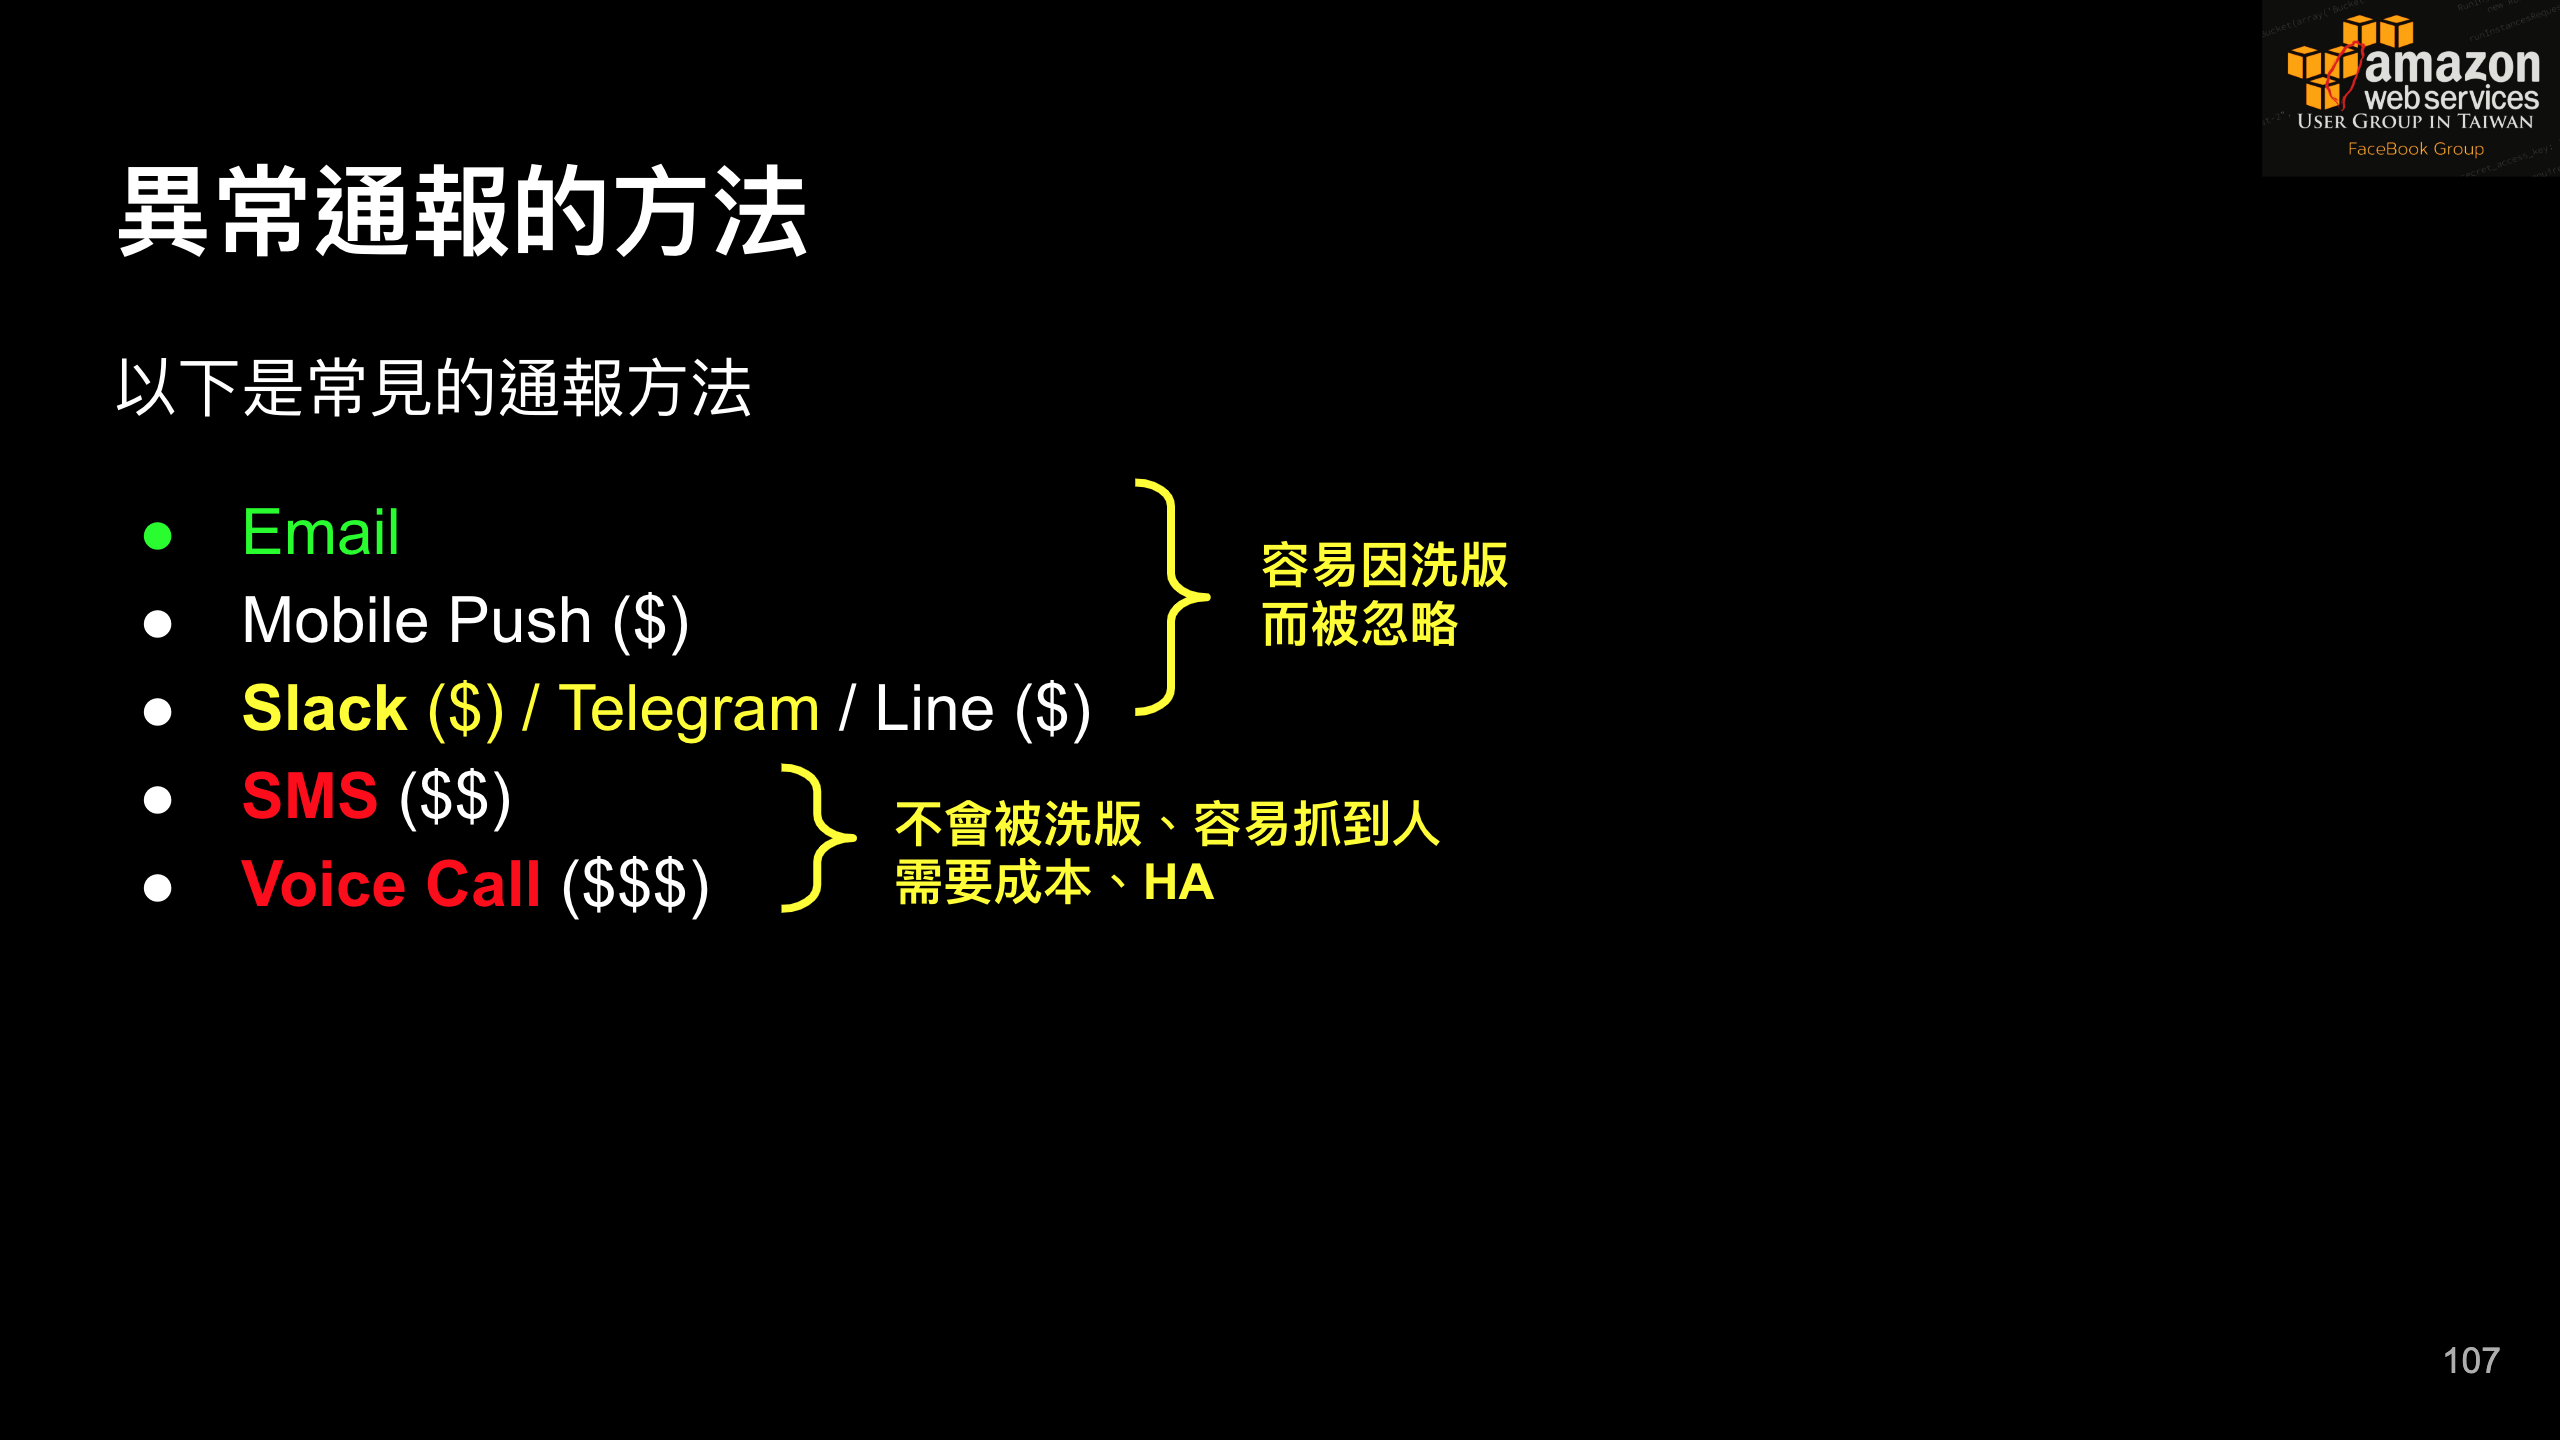 amazon
web services
USER GROUP IN TAIWAN
FaceBook Group
異常通報的方法
以下是常見的通報方法
● Email
● Mobile Push ($)
● Slack ($) / Telegram / Line ($)
容易因洗版
而被忽略
● SMS ($$)
● Voice Call ($$$)
不會被洗版、容易抓到人
需要成本、HA
107